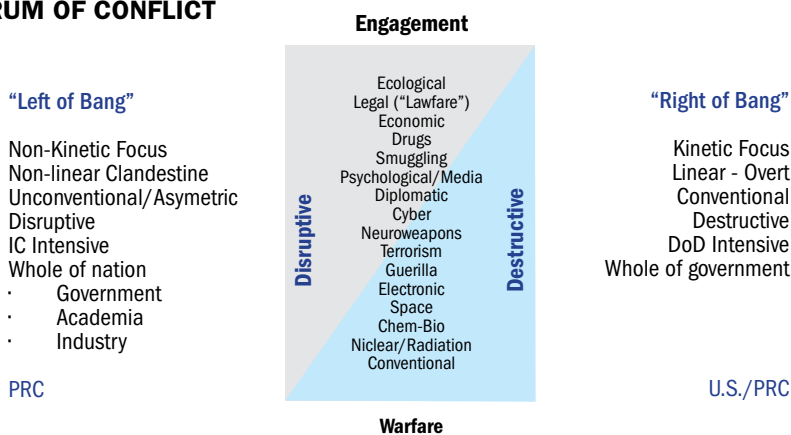 OF CONFLICT
Engagement
“Left of Bang”
Non-Kinetic Focus
Non-linear Clandestine
Unconventional/Asymetric
Disruptive
IC Intensive
Whole of nation
· Government
· Academia
· Industry
PRC
Disruptive
Ecological
Legal (“Lawfare”)
Economic
Drugs
Smuggling
Psychological/Media
Diplomatic
Cyber
Neuroweapons
Terrorism
Guerilla
Electronic
Space
Chem-Bio
Niclear/Radiation
Conventional
Destructive
Warfare
“Right of Bang”
Kinetic Focus
Linear - Overt
Conventional
Destructive
DoD Intensive
Whole of government
U.S./PRC